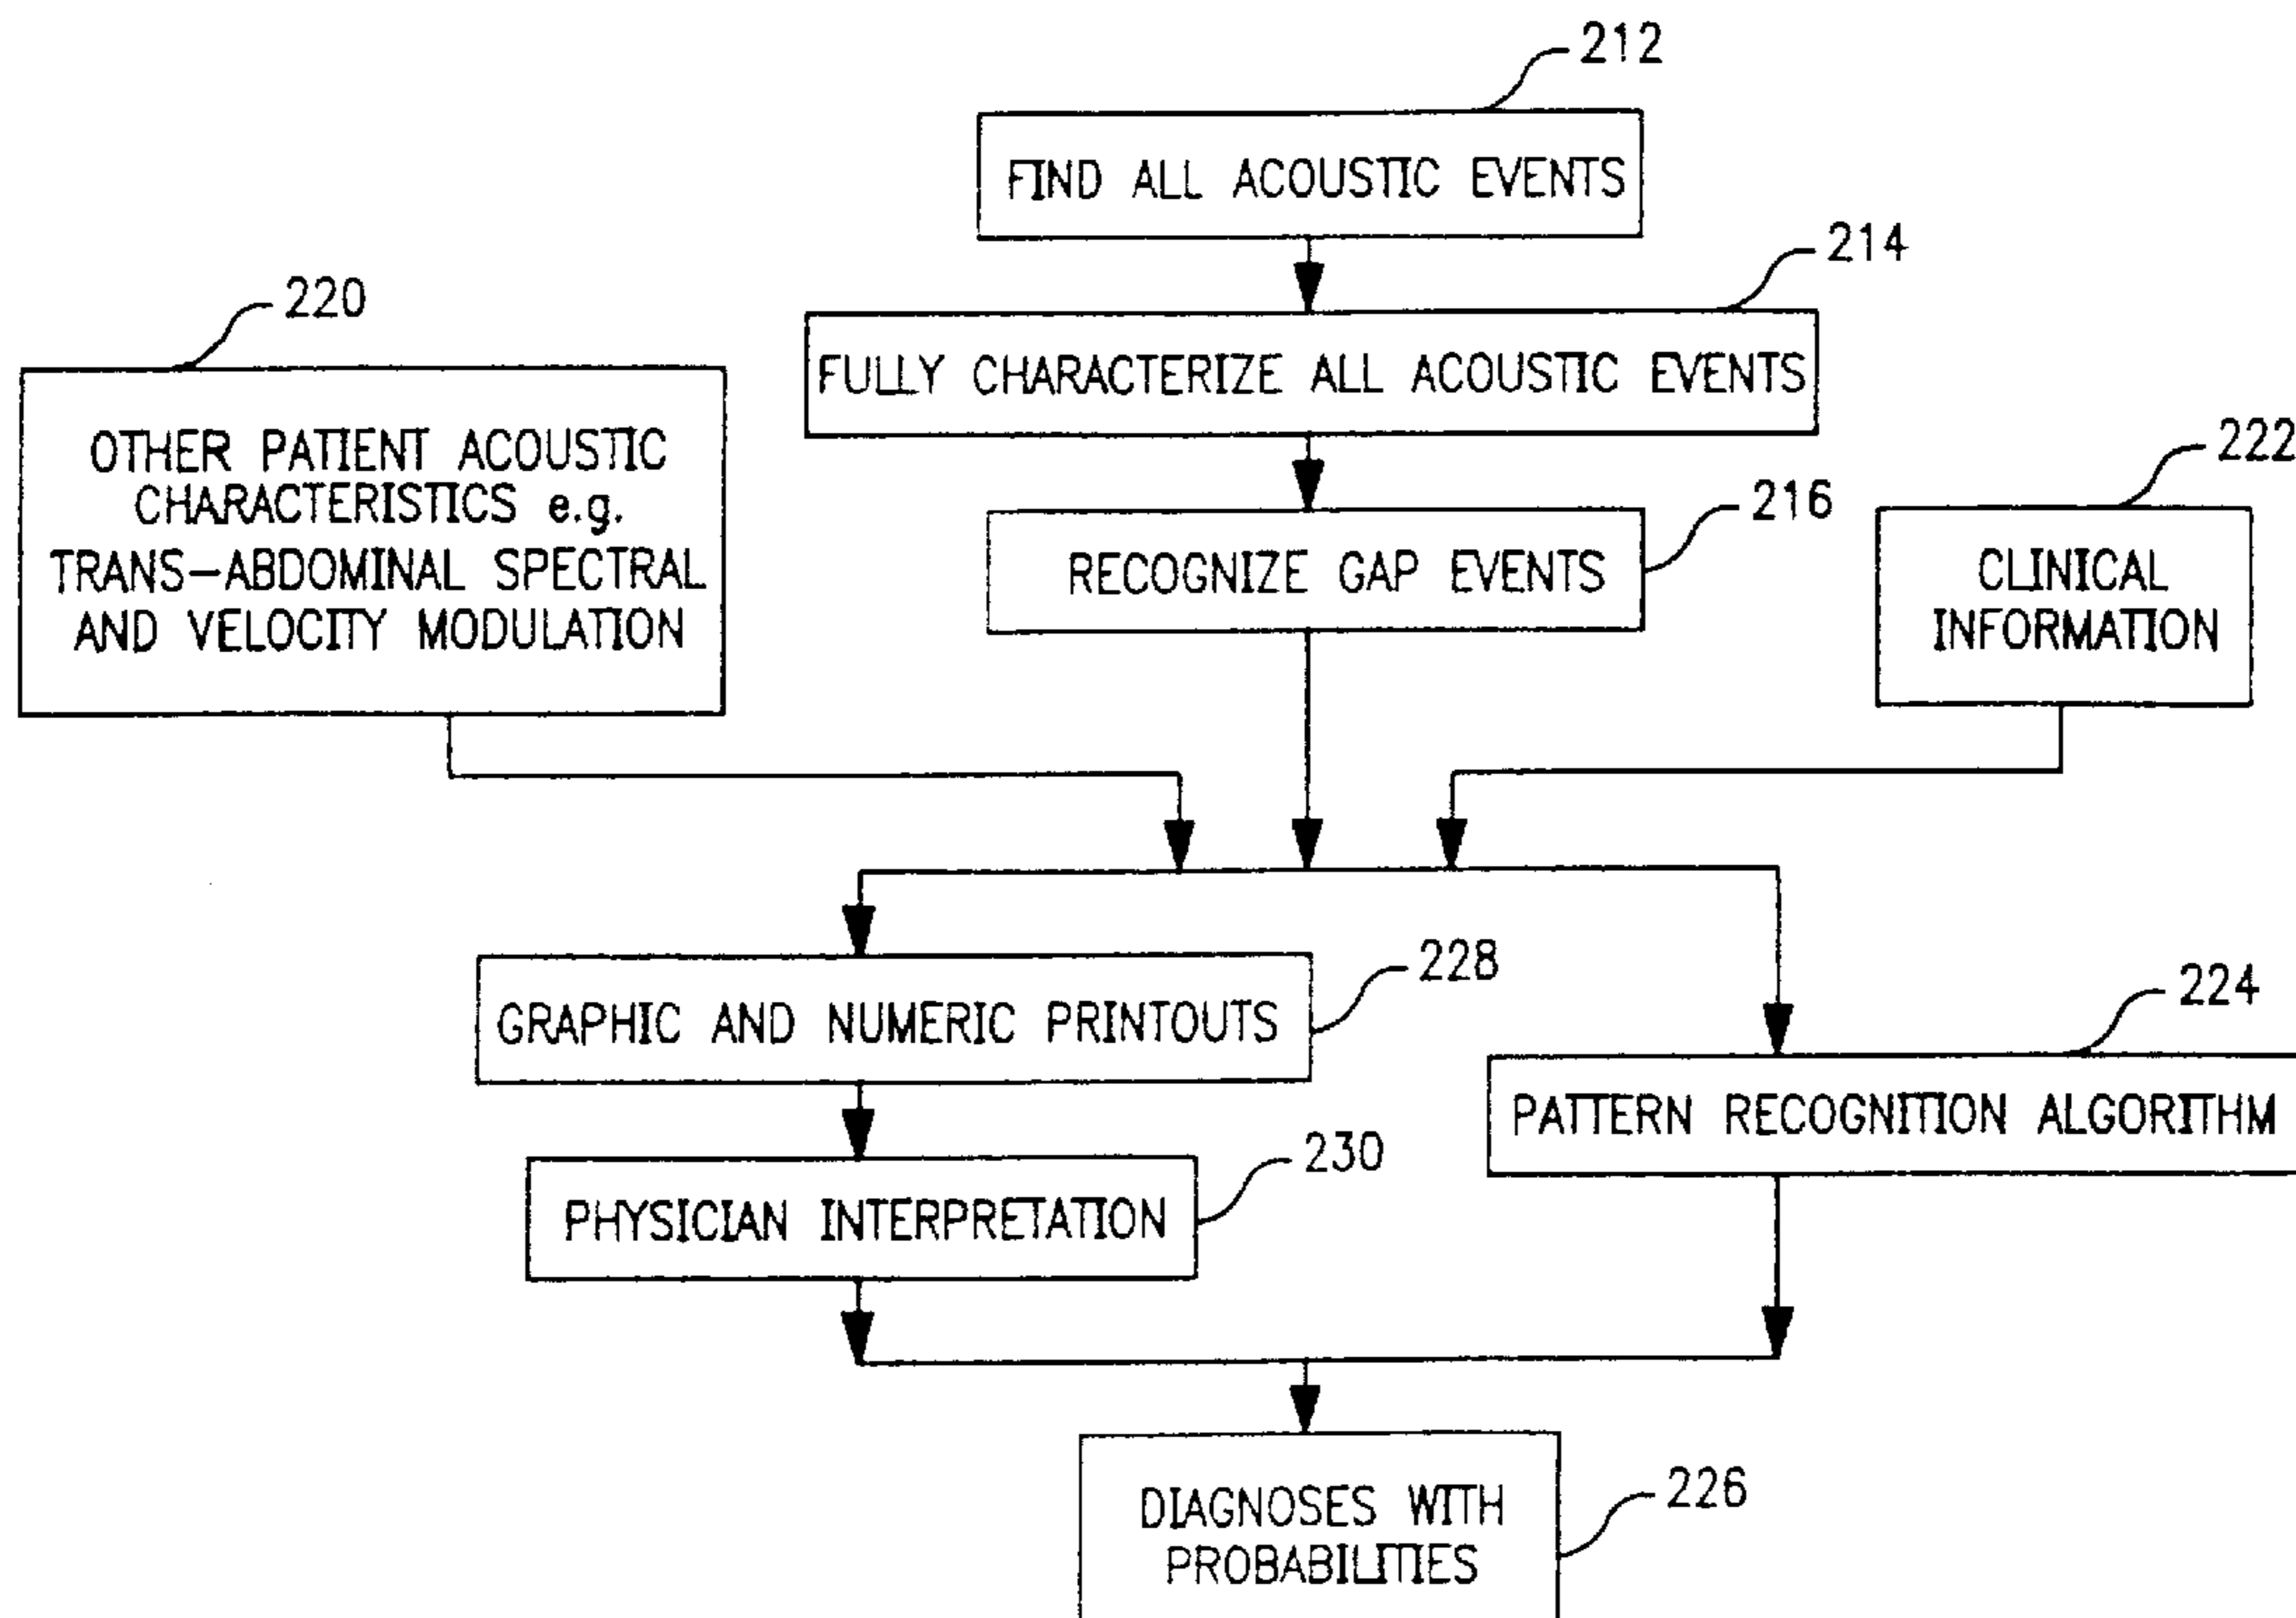 212
FIND ALL ACOUSTIC EVENTS
214
FULLY CHARACTERIZE ALL ACOUSTIC EVENTS
220
OTHER PATIENT ACOUSTIC
CHARACTERISTICS e.g.
TRANS-ABDOMINAL SPECTRAL
AND VELOCITY MODULATION
216
RECOGNIZE GAP EVENTS
222
CLINICAL
INFORMATION
228
GRAPHIC AND NUMERIC PRINTOUTS
224
PATTERN RECOGNITION ALGORITHM
230
PHYSICIAN INTERPRETATION
226
DIAGNOSES WITH
PROBABILITIES